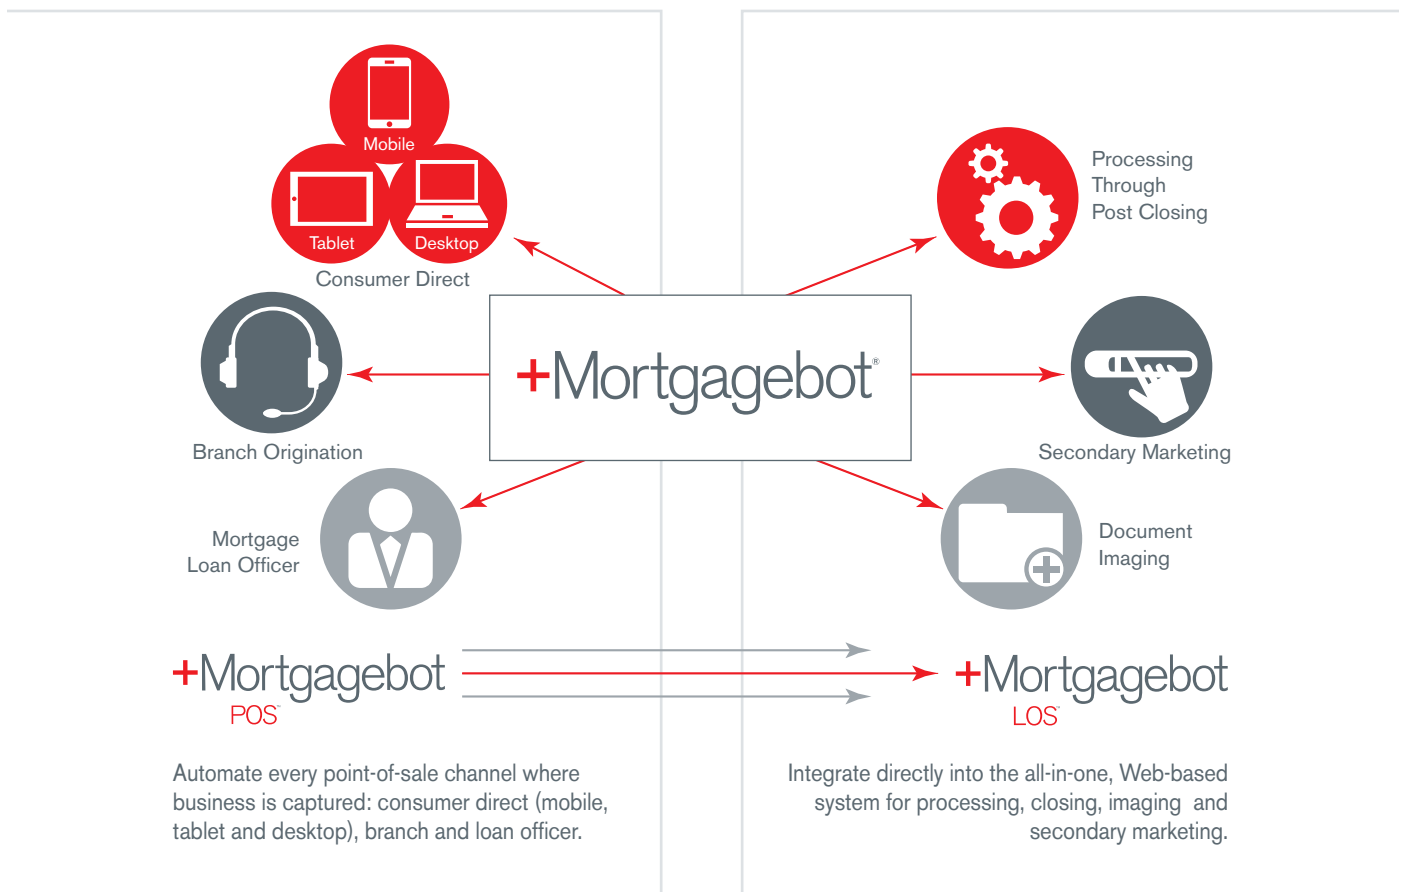 Mobile
Tablet
Desktop
Consumer Direct
Branch Origination
Mortgage
Loan Officer
+Mortgagebot®
Processing
Through
Post Closing
Secondary Marketing
Document
Imaging
+Mortgagebot
POS™
Automate every point-of-sale channel where
business is captured: consumer direct (mobile,
tablet and desktop), branch and loan officer.
+Mortgagebot
LOS™
Integrate directly into the all-in-one, Web-based
system for processing, closing, imaging and
secondary marketing.